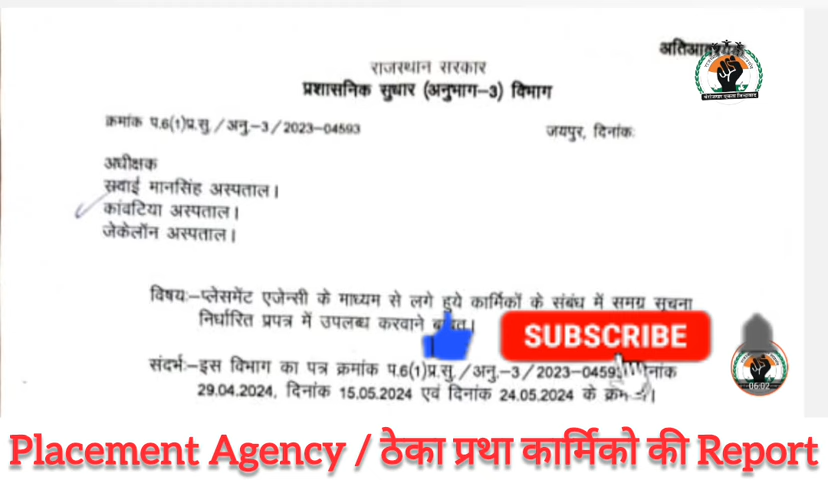 अतिआवश्यक
राजस्थान सरकार
प्रशासनिक सुधार (अनुभाग-3) विभाग
क्रमांक प.6(1)प्र.सु./अनु.-3/2023-04593
जयपुर, दिनांक:
अधीक्षक
सवाई मानसिंह अस्पताल।
कांवटिया अस्पताल।
जेकेलॉन अस्पताल।
विषयः-प्लेसमेंट एजेन्सी के माध्यम से लगे हुये कार्मिकों के संबंध में समग्र सूचना
निर्धारित प्रपत्र में उपलब्ध करवाने
SUBSCRIBE
संदर्भः-इस विभाग का पत्र क्रमांक प.6(1)प्र.सु./अनु.-3/2023-0459
29.04.2024, दिनांक 15.05.2024 एवं दिनांक 24.05.2024 के
06:02
Placement Agency / ठेका प्रथा कार्मिको की Report